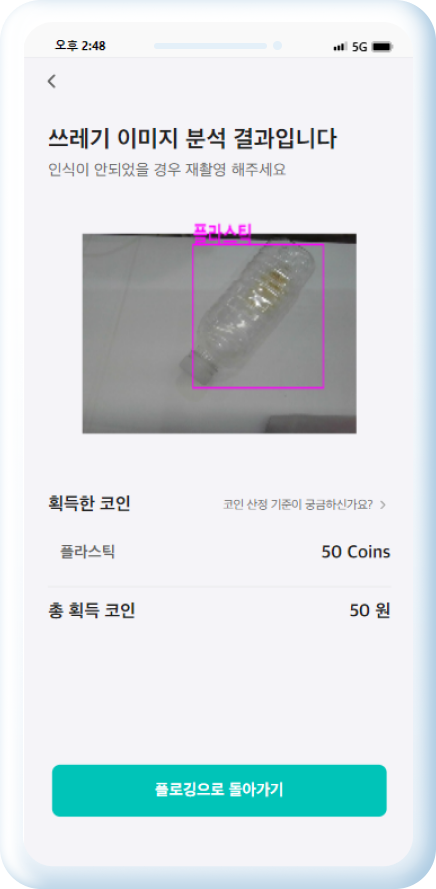 오후 2:48
5G
쓰레기 이미지 분석 결과입니다
인식이 안되었을 경우 재촬영 해주세요
플라스틱
획득한 코인
코인 산정 기준이 궁금하신가요? >
플라스틱
50 Coins
총 획득 코인
50 원
플로깅으로 돌아가기